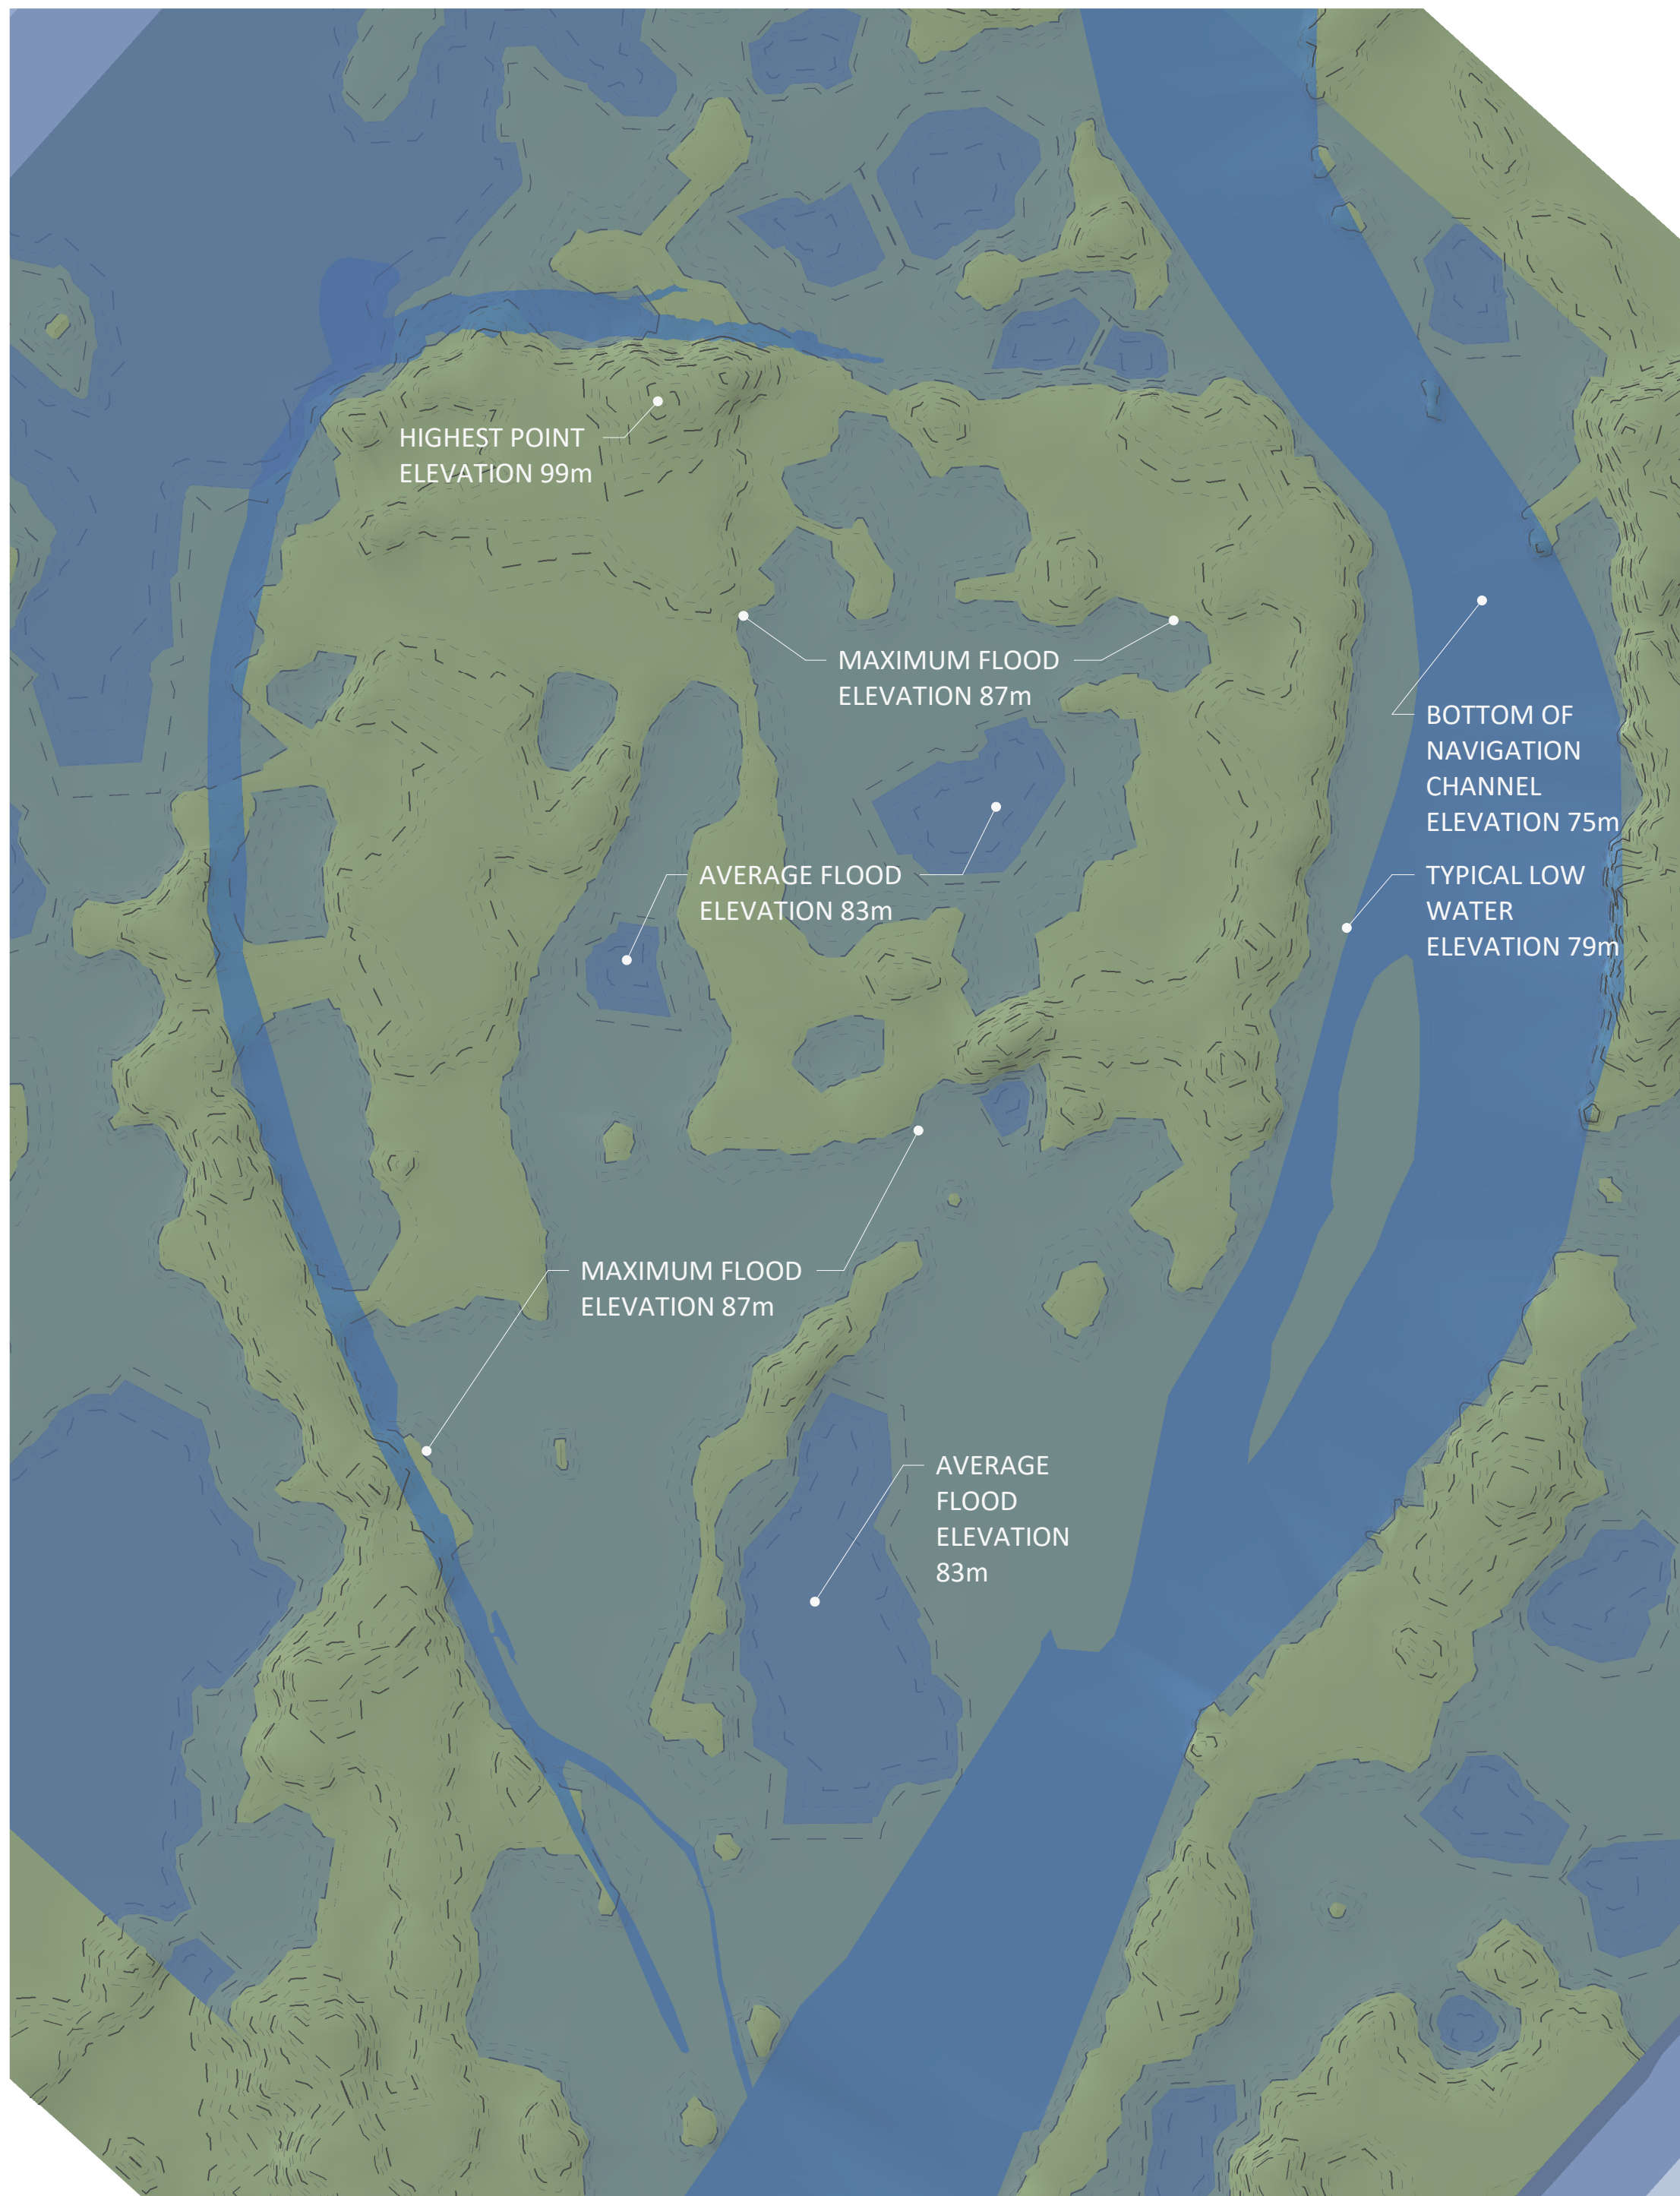 HIGHEST POINT
ELEVATION 99m
MAXIMUM FLOOD
ELEVATION 87m
BOTTOM OF
NAVIGATION
CHANNEL
ELEVATION 75m
AVERAGE FLOOD
ELEVATION 83m
TYPICAL LOW
WATER
ELEVATION 79m
MAXIMUM FLOOD
ELEVATION 87m
AVERAGE
FLOOD
ELEVATION
83m